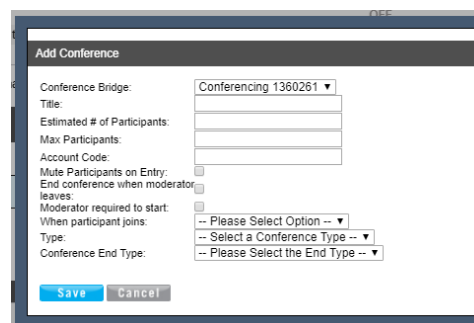 OFF
Add Conference
Conference Bridge: Conferencing 1360261 ▼
Title:
Estimated # of Participants:
Max Participants:
Account Code:
Mute Participants on Entry:
End conference when moderator
leaves:
Moderator required to start:
When participant joins: -- Please Select Option -- ▼
Type: -- Select a Conference Type -- ▼
Conference End Type: -- Please Select the End Type -- ▼
Save Cancel